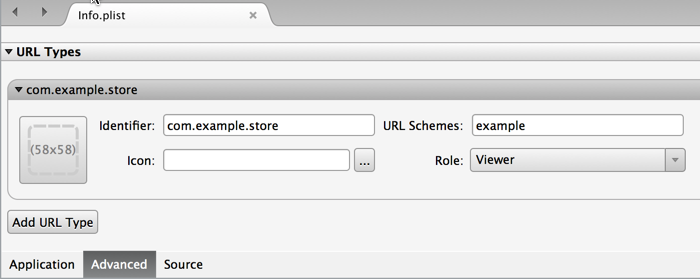 Info.plist
URL Types
com.example.store
Identifier: com.example.store URL Schemes: example
(58x58)
Icon: ... Role: Viewer
Add URL Type
Application Advanced Source